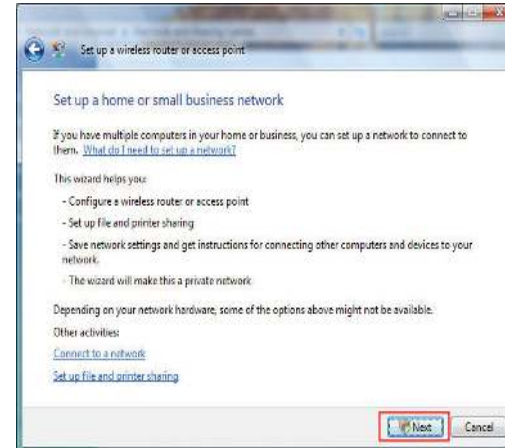 Set up a wireless router or access point
Set up a home or small business network
If you have multiple computers in your home or business, you can set up a network to connect to
them. What do I need to set up a network?
This wizard helps you:
- Configure a wireless router or access point
- Set up file and printer sharing
- Save network settings and get instructions for connecting other computers and devices to your
network.
- The wizard will make this a private network
Depending on your network hardware, some of the options above might not be available.
Other activities:
Connect to a network
Set up file and printer sharing
Next Cancel